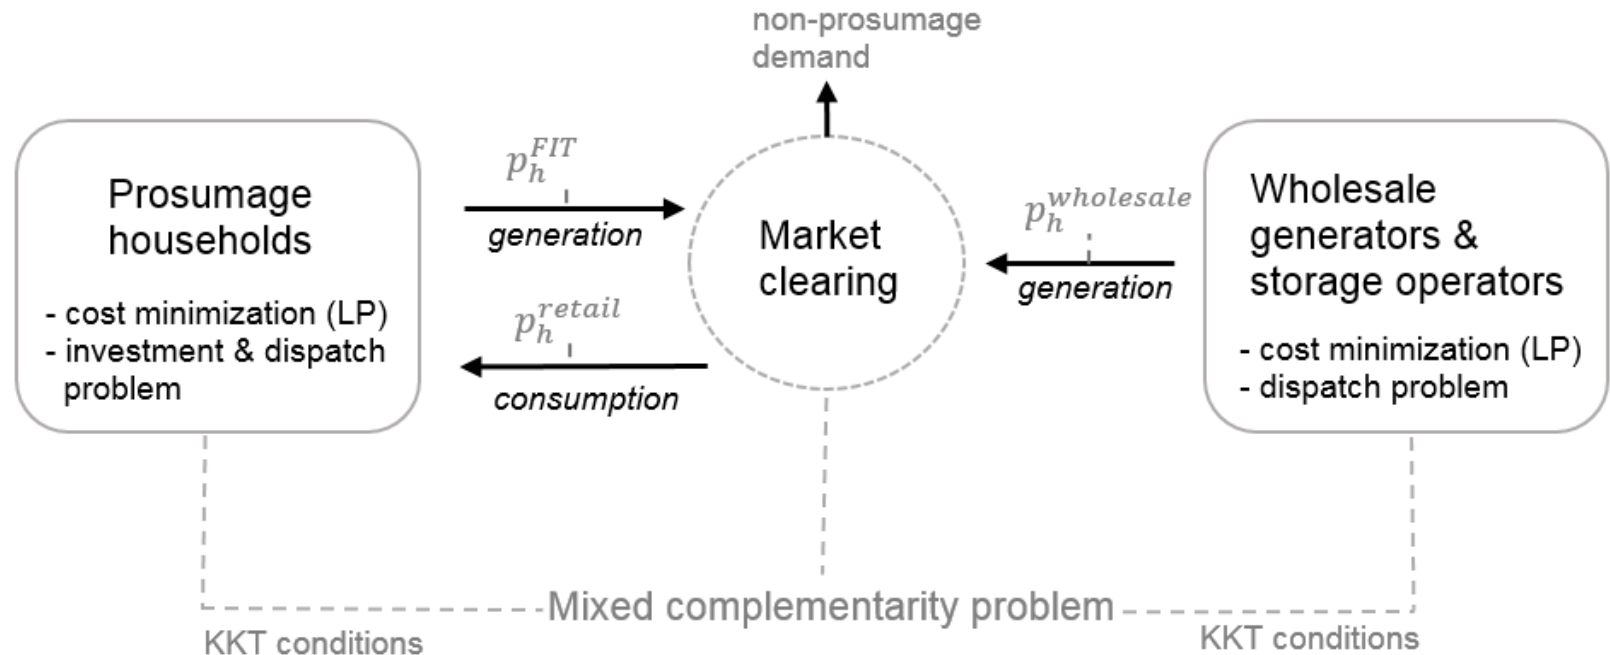 non-prosumage
demand
Prosumage
households
- cost minimization (LP)
- investment & dispatch
problem
p_h^{FIT}
generation
p_h^{retail}
consumption
Market
clearing
p_h^{wholesale}
generation
Wholesale
generators &
storage operators
- cost minimization (LP)
- dispatch problem
Mixed complementarity problem
KKT conditions
KKT conditions